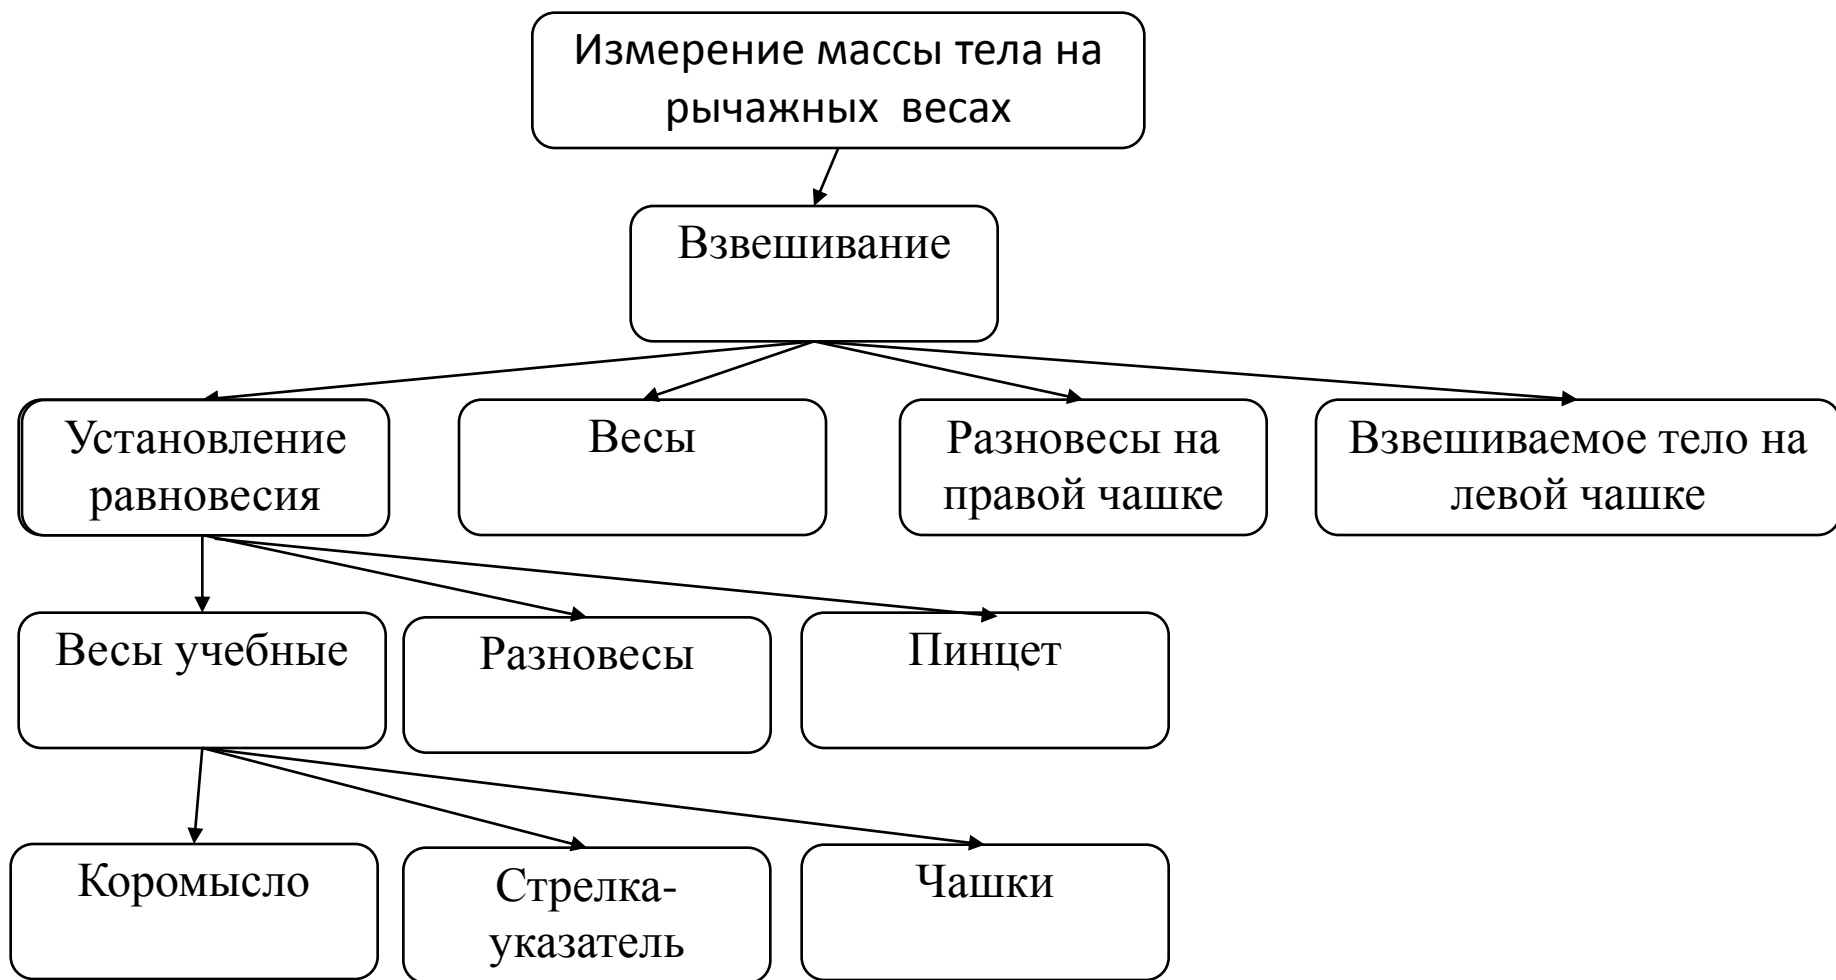 Измерение массы тела на
рычажных весах
Взвешивание
Установление
равновесия
Весы
Разновесы на
правой чашке
Взвешиваемое тело на
левой чашке
Весы учебные
Разновесы
Пинцет
Коромысло
Стрелка-
указатель
Чашки